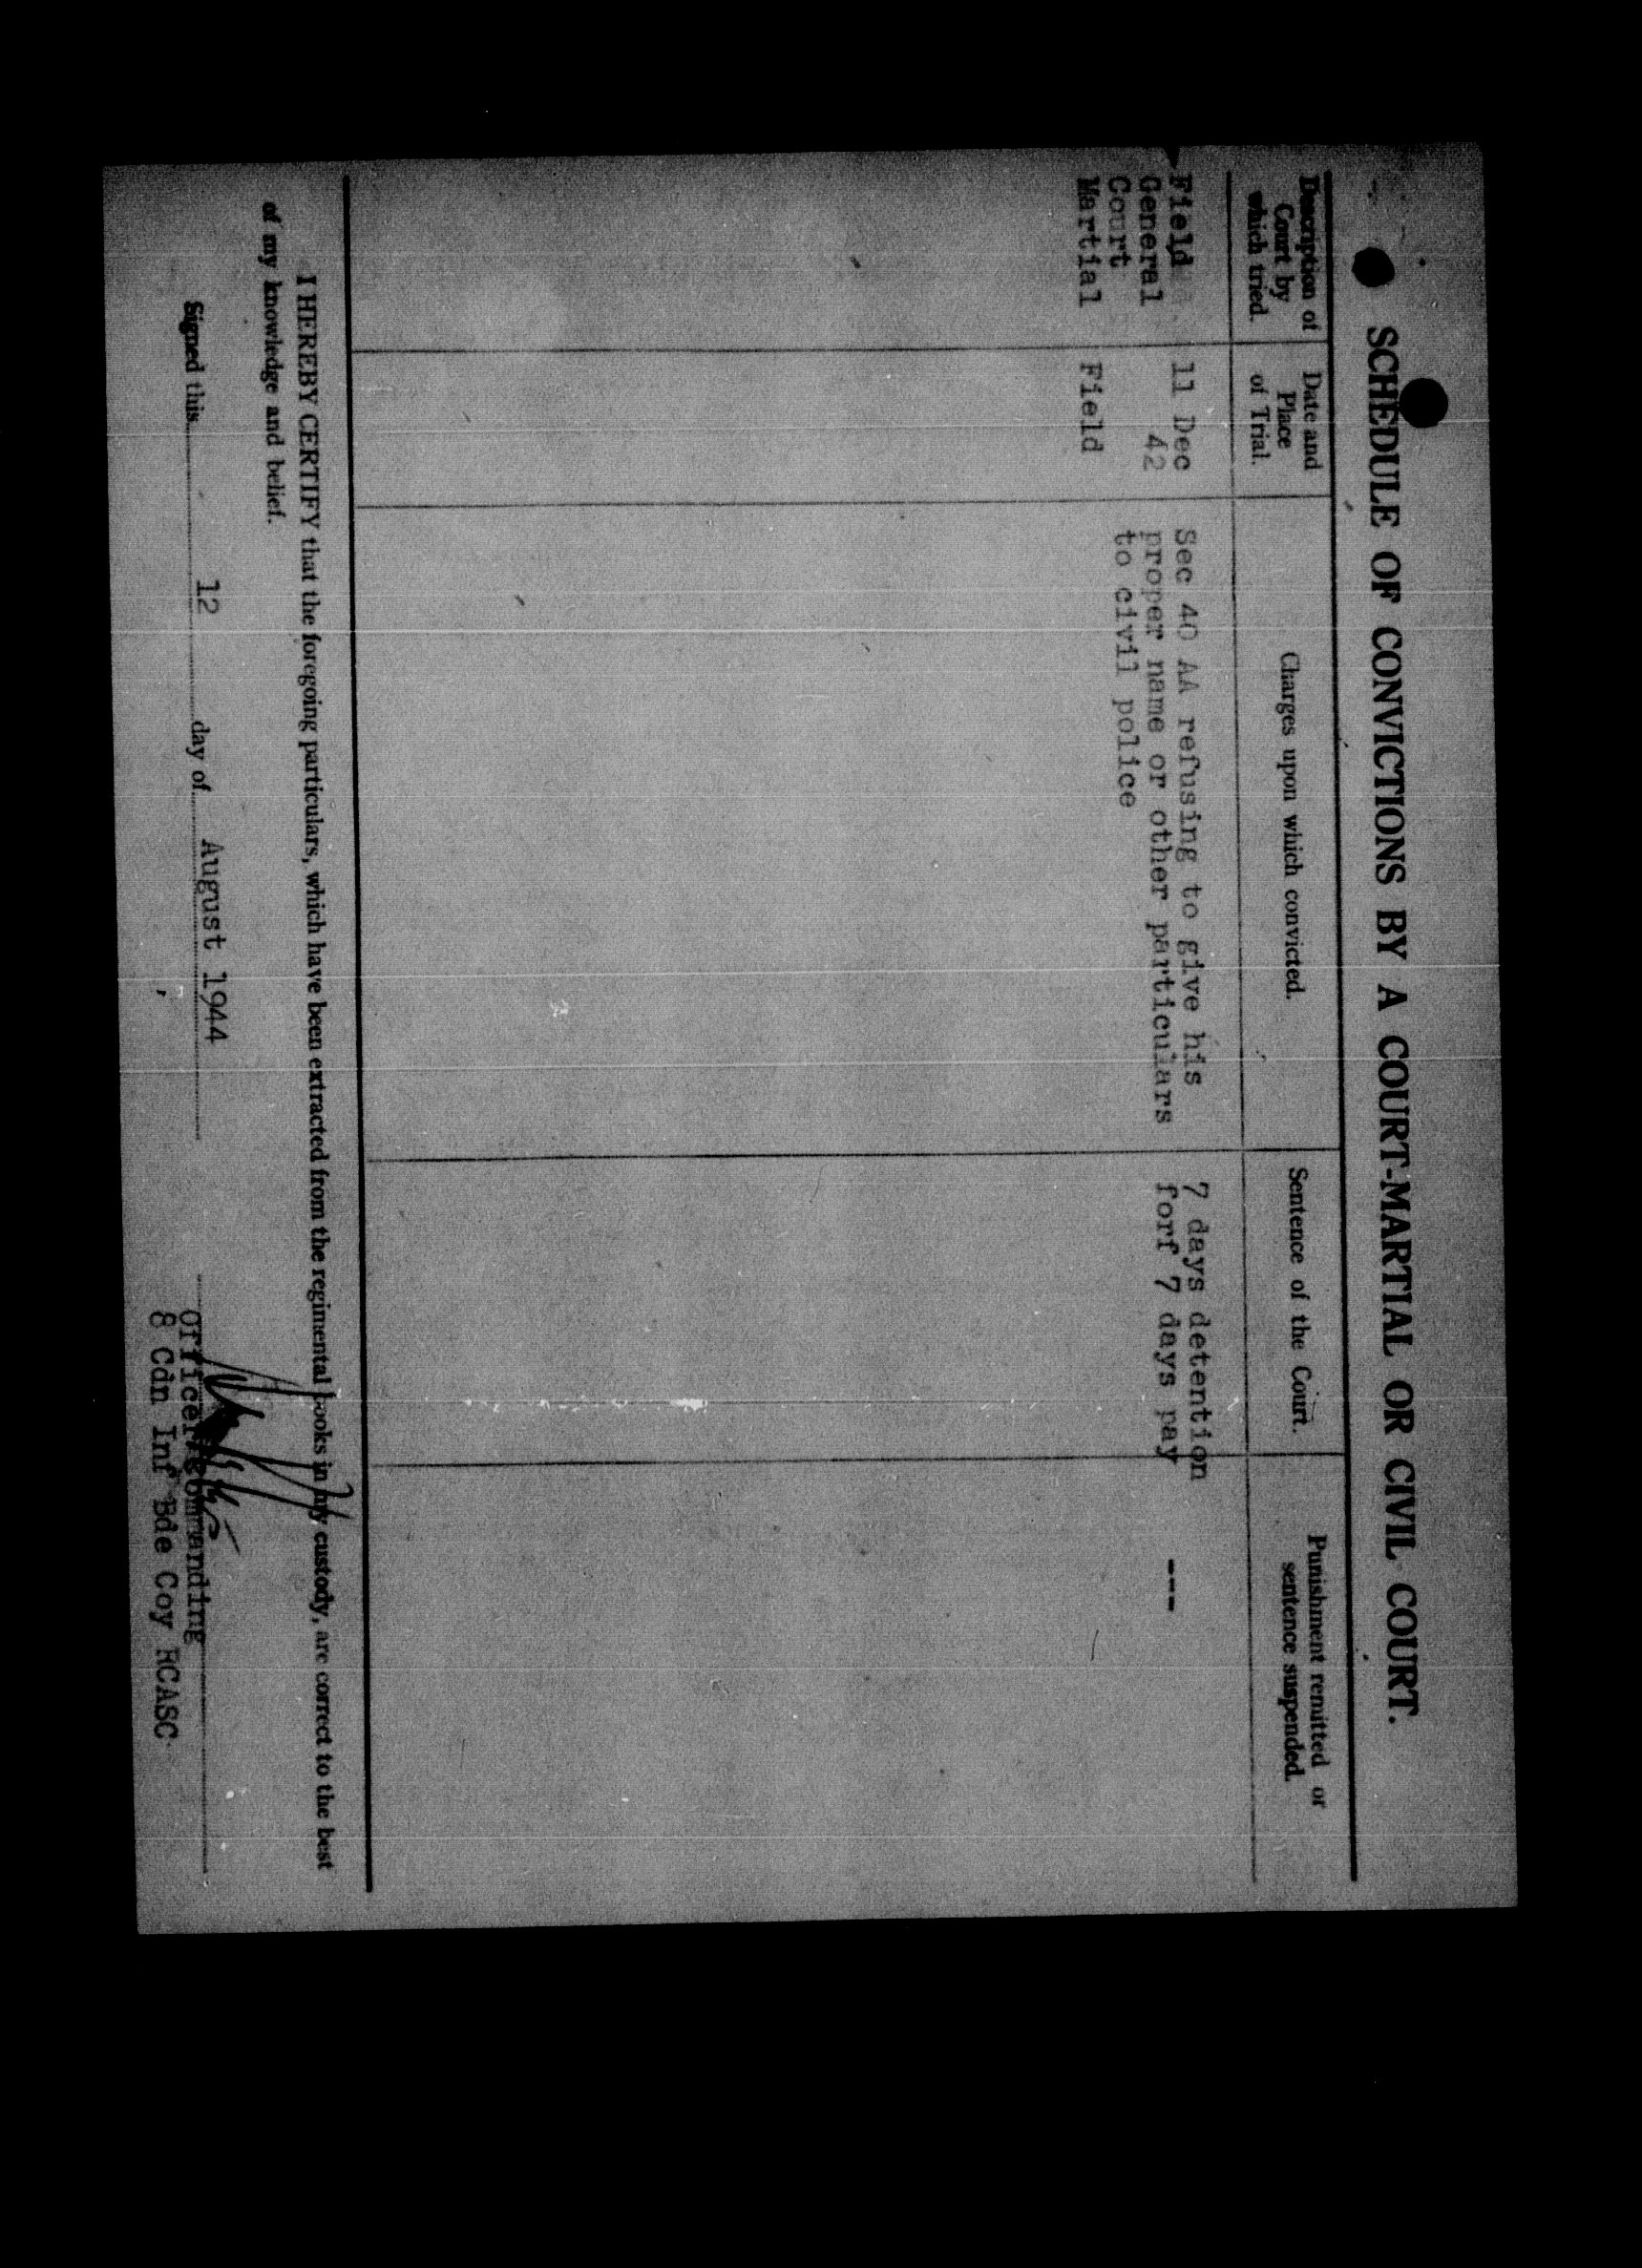 SCHEDULE OF CONVICTIONS BY A COURT-MARTIAL OR CIVIL COURT.
Description of
Court by
which tried.
Date and
Place
of Trial.
Charges upon which convicted.
Sentence of the Court.
Punishment remitted or
sentence suspended.
Field
General
Court
Martial
11 Dec
42
Field
Sec 40 AA refusing to give his
proper name or other particulars
to civil police
7 days detention
forf 7 days pay
---
I HEREBY CERTIFY that the foregoing particulars, which have been extracted from the regimental books in my custody, are correct to the best
of my knowledge and belief.
Signed this 12 day of August 1944
Officer Commanding
8 Cdn Inf Bde Coy RCASC